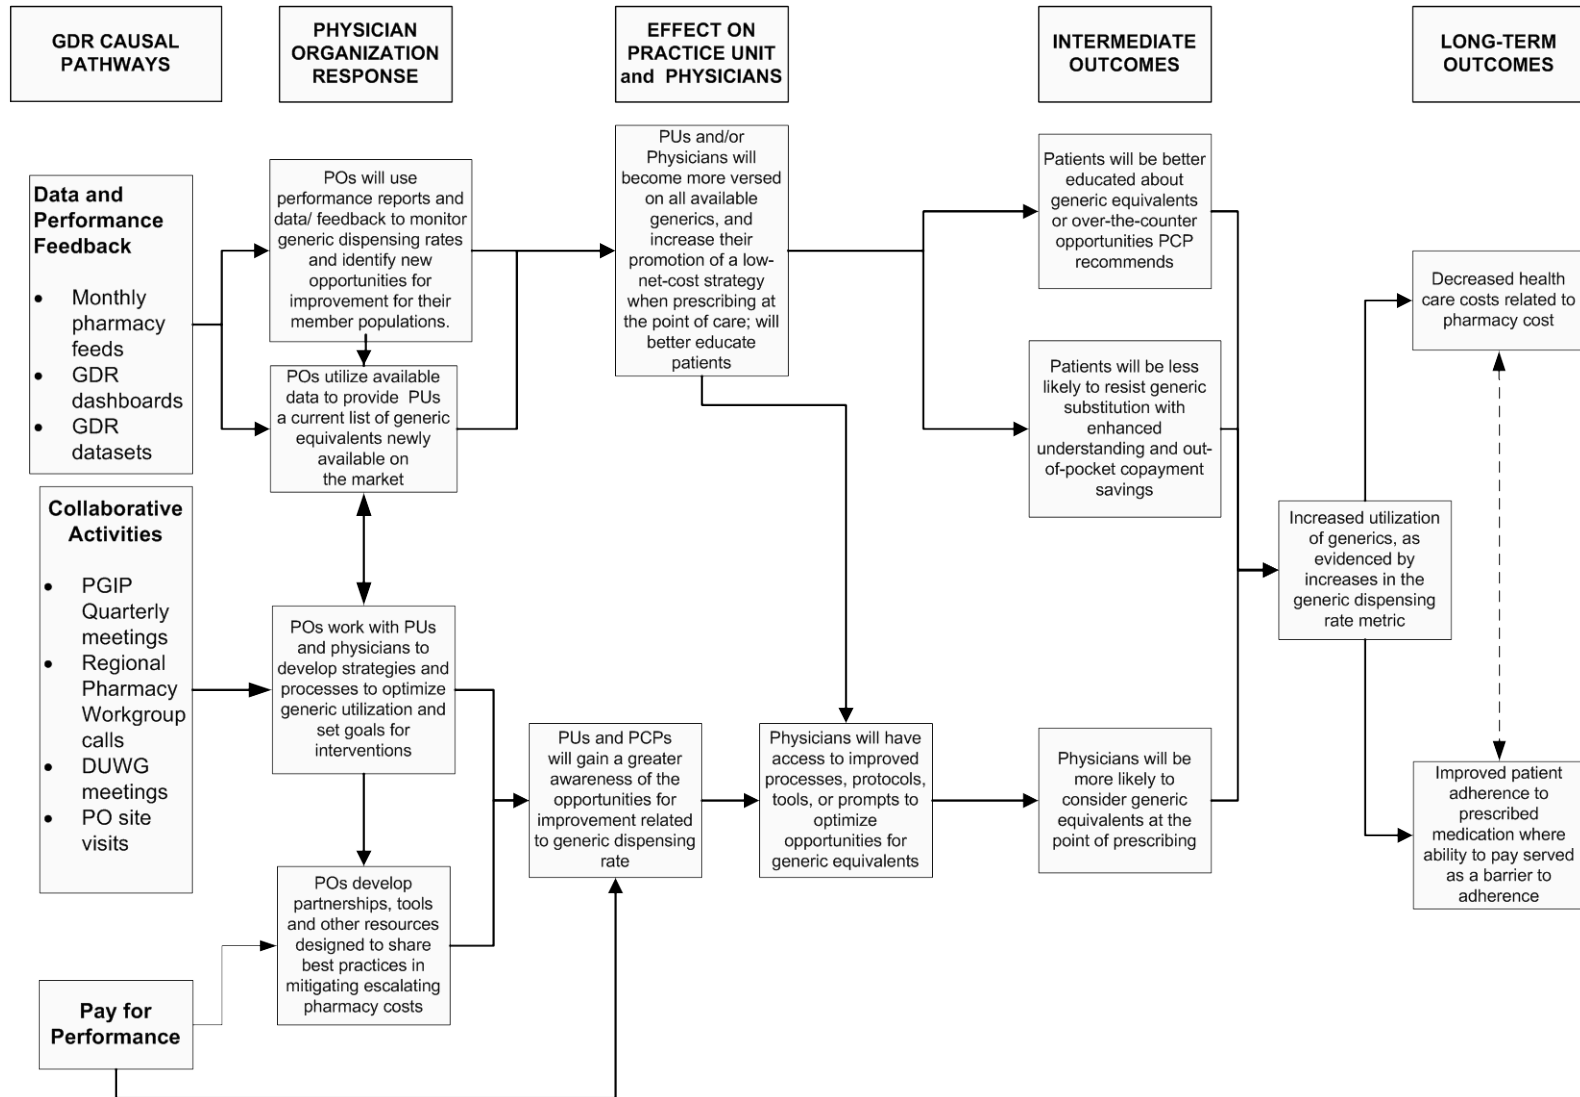 GDR CAUSAL
PATHWAYS
PHYSICIAN
ORGANIZATION
RESPONSE
EFFECT ON
PRACTICE UNIT
and PHYSICIANS
INTERMEDIATE
OUTCOMES
LONG-TERM
OUTCOMES
Data and
Performance
Feedback
• Monthly
pharmacy
feeds
• GDR
dashboards
• GDR
datasets
Collaborative
Activities
• PGIP
Quarterly
meetings
• Regional
Pharmacy
Workgroup
calls
• DUWG
meetings
• PO site
visits
Pay for
Performance
POs will use
performance reports and
data/ feedback to monitor
generic dispensing rates
and identify new
opportunities for
improvement for their
member populations.
POs utilize available
data to provide PUs
a current list of generic
equivalents newly
available on
the market
POs work with PUs
and physicians to
develop strategies and
processes to optimize
generic utilization and
set goals for
interventions
POs develop
partnerships, tools
and other resources
designed to share
best practices in
mitigating escalating
pharmacy costs
PUs and/or
Physicians will
become more versed
on all available
generics, and
increase their
promotion of a low-
net-cost strategy
when prescribing at
the point of care; will
better educate
patients
PUs and PCPs
will gain a greater
awareness of the
opportunities for
improvement related
to generic dispensing
rate
Physicians will have
access to improved
processes, protocols,
tools, or prompts to
optimize
opportunities for
generic equivalents
Patients will be better
educated about
generic equivalents
or over-the-counter
opportunities PCP
recommends
Patients will be less
likely to resist generic
substitution with
enhanced
understanding and out-
of-pocket copayment
savings
Physicians will be
more likely to
consider generic
equivalents at the
point of prescribing
Increased utilization
of generics, as
evidenced by
increases in the
generic dispensing
rate metric
Decreased health
care costs related to
pharmacy cost
Improved patient
adherence to
prescribed
medication where
ability to pay served
as a barrier to
adherence